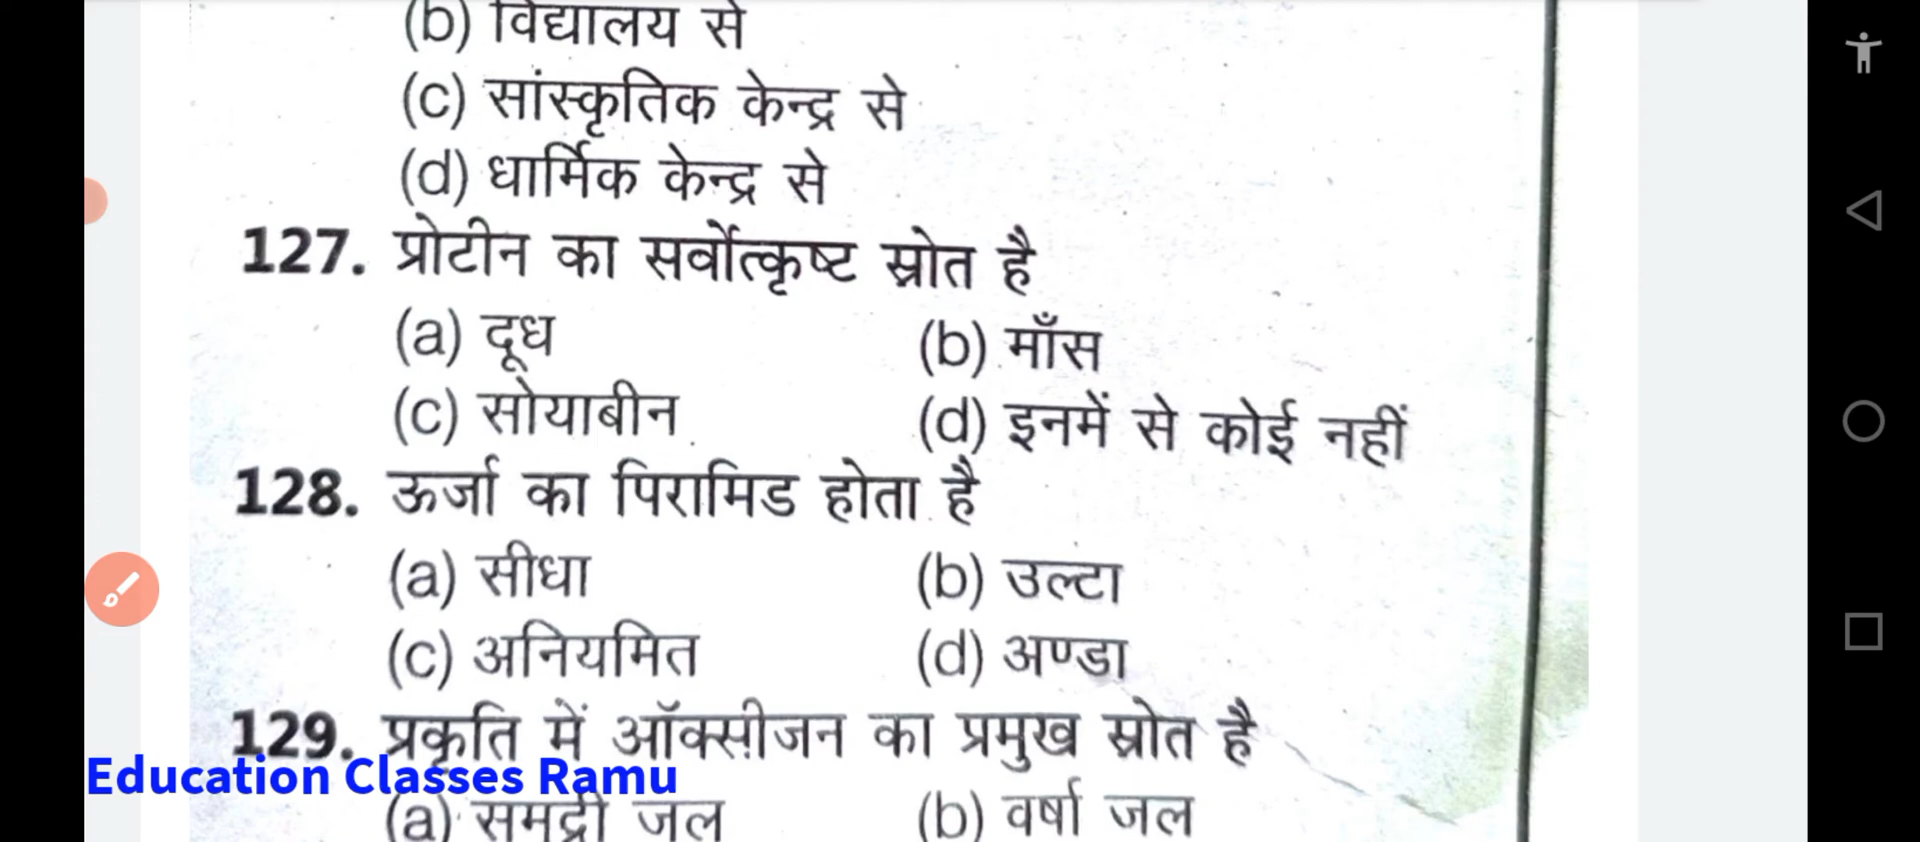 (b) विद्यालय से
(c) सांस्कृतिक केन्द्र से
(d) धार्मिक केन्द्र से
127. प्रोटीन का सर्वोत्कृष्ट स्रोत है
(a) दूध (b) माँस
(c) सोयाबीन (d) इनमें से कोई नहीं
128. ऊर्जा का पिरामिड होता है
(a) सीधा (b) उल्टा
(c) अनियमित (d) अण्डा
129. प्रकृति में ऑक्सीजन का प्रमुख स्रोत है
Education Classes Ramu
(a) समुद्री जल (b) वर्षा जल